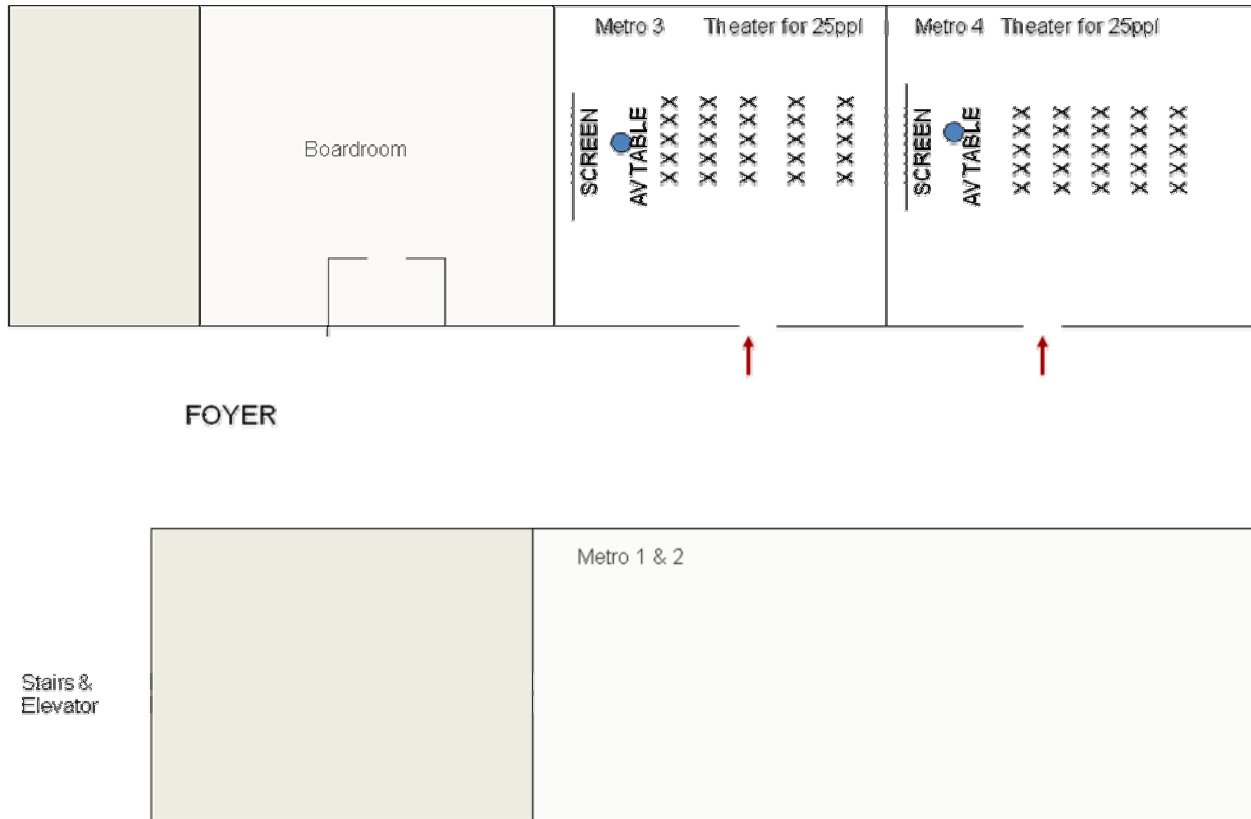 Metro 3 Theater for 25ppl
Metro 4 Theater for 25ppl
Boardroom
SCREEN
AV TABLE
X X X X X
X X X X X
X X X X X
X X X X X
X X X X X
SCREEN
AV TABLE
X X X X X
X X X X X
X X X X X
X X X X X
X X X X X
FOYER
Metro 1 & 2
Stairs &
Elevator